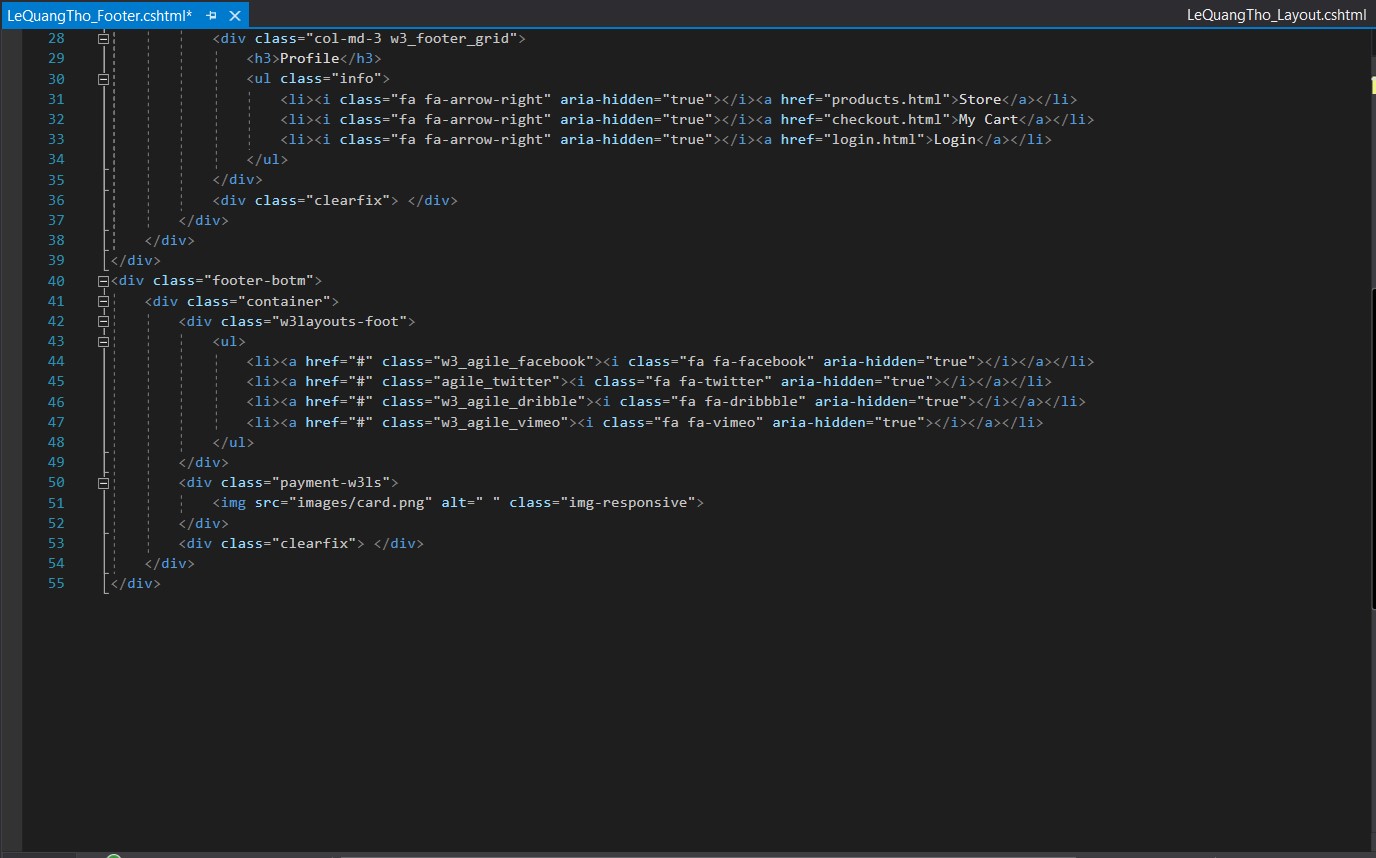 LeQuangTho_Footer.cshtml* LeQuangTho_Layout.cshtml
28 <div class="col-md-3 w3_footer_grid">
29 <h3>Profile</h3>
30 <ul class="info">
31 <li><i class="fa fa-arrow-right" aria-hidden="true"></i><a href="products.html">Store</a></li>
32 <li><i class="fa fa-arrow-right" aria-hidden="true"></i><a href="checkout.html">My Cart</a></li>
33 <li><i class="fa fa-arrow-right" aria-hidden="true"></i><a href="login.html">Login</a></li>
34 </ul>
35 </div>
36 <div class="clearfix"> </div>
37 </div>
38 </div>
39 </div>
40 <div class="footer-botm">
41 <div class="container">
42 <div class="w3layouts-foot">
43 <ul>
44 <li><a href="#" class="w3_agile_facebook"><i class="fa fa-facebook" aria-hidden="true"></i></a></li>
45 <li><a href="#" class="agile_twitter"><i class="fa fa-twitter" aria-hidden="true"></i></a></li>
46 <li><a href="#" class="w3_agile_dribble"><i class="fa fa-dribbble" aria-hidden="true"></i></a></li>
47 <li><a href="#" class="w3_agile_vimeo"><i class="fa fa-vimeo" aria-hidden="true"></i></a></li>
48 </ul>
49 </div>
50 <div class="payment-w3ls">
51 <img src="images/card.png" alt=" " class="img-responsive">
52 </div>
53 <div class="clearfix"> </div>
54 </div>
55 </div>